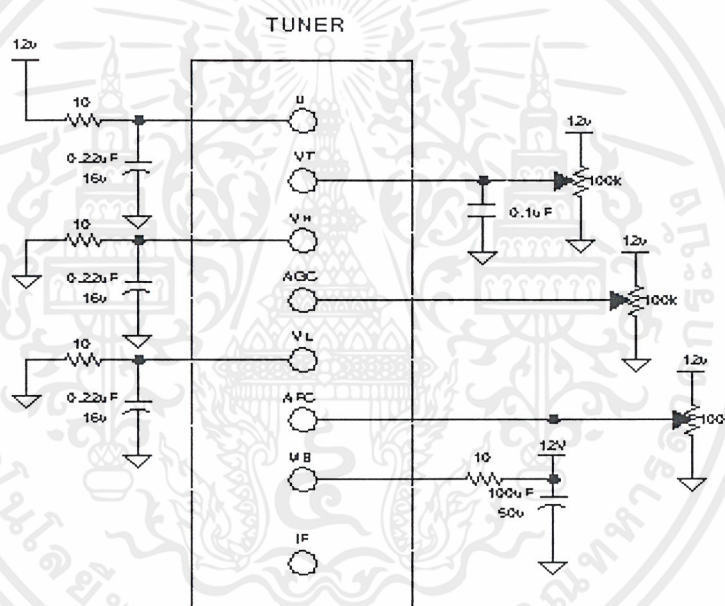 TUNER
12v
10
U
0.22uF
16v
VT
12v
100k
0.1uF
10
VH
0.22uF
16v
AGC
12v
100k
10
VL
0.22uF
16v
AFC
12v
100
MB
10
12V
100uF
50v
IF